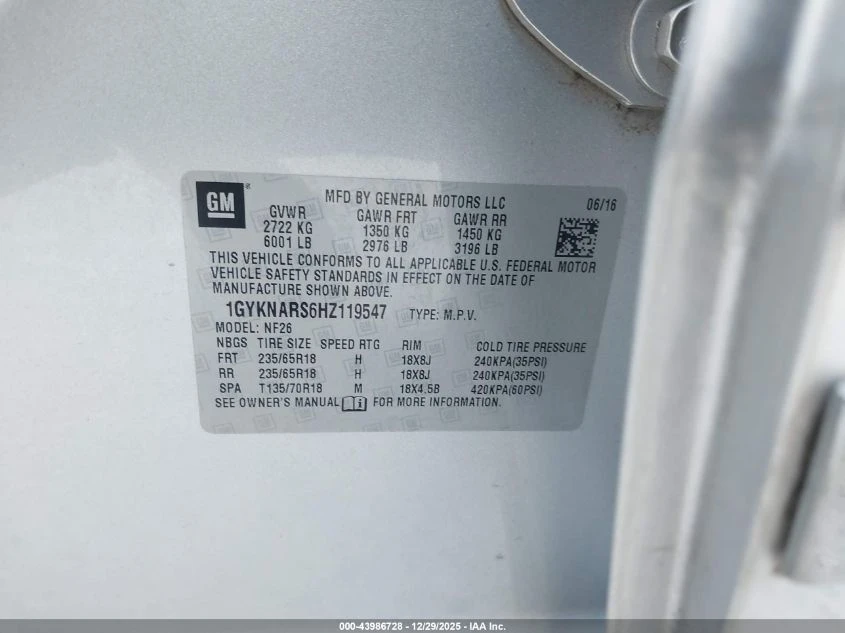 GM®
MFD BY GENERAL MOTORS LLC 06/16
GVWR GAWR FRT GAWR RR
2722 KG 1350 KG 1450 KG
6001 LB 2976 LB 3196 LB
THIS VEHICLE CONFORMS TO ALL APPLICABLE U.S. FEDERAL MOTOR
VEHICLE SAFETY STANDARDS IN EFFECT ON THE DATE OF
MANUFACTURE SHOWN ABOVE.
1GYKNARS6HZ119547 TYPE: M.P.V.
MODEL: NF26
NBGS TIRE SIZE SPEED RTG RIM COLD TIRE PRESSURE
FRT 235/65R18 H 18X8J 240KPA(35PSI)
RR 235/65R18 H 18X8J 240KPA(35PSI)
SPA T135/70R18 M 18X4.5B 420KPA(60PSI)
SEE OWNER'S MANUAL FOR MORE INFORMATION.
000-43986728 - 12/29/2025 - IAA Inc.